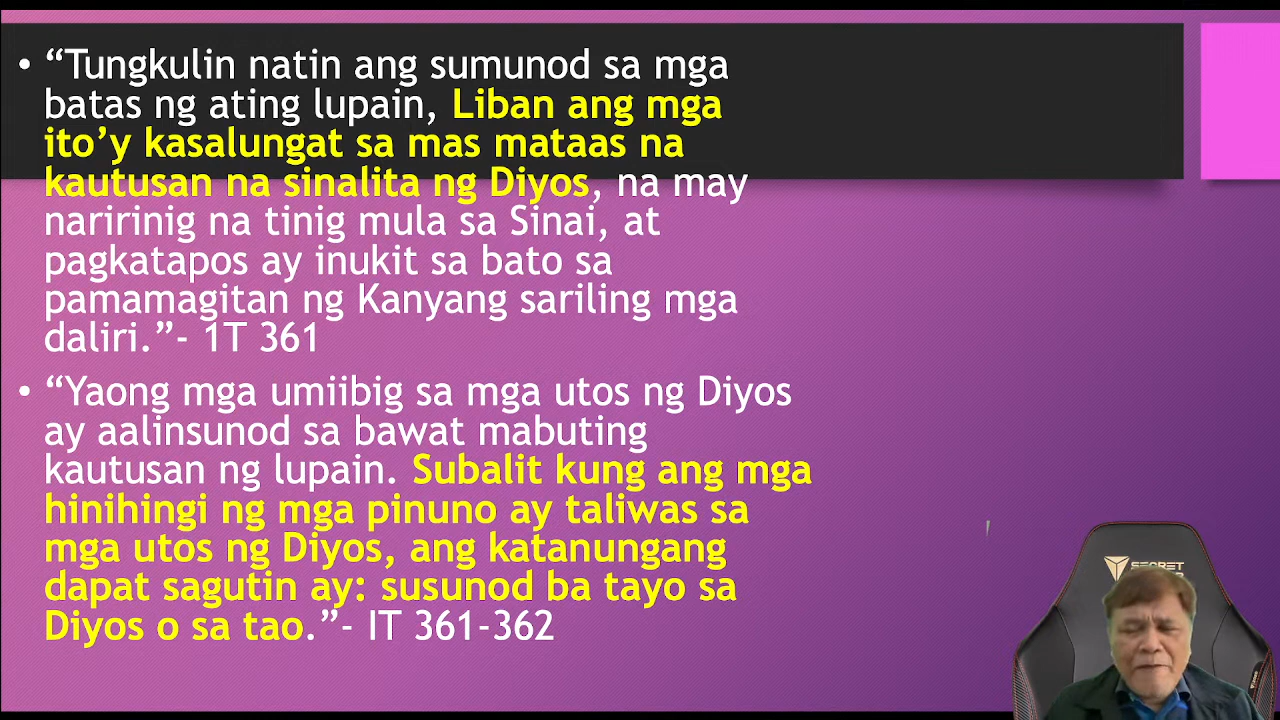 • “Tungkulin natin ang sumunod sa mga
batas ng ating lupain, Liban ang mga
ito’y kasalungat sa mas mataas na
kautusan na sinalita ng Diyos, na may
naririnig na tinig mula sa Sinai, at
pagkatapos ay inukit sa bato sa
pamamagitan ng Kanyang sariling mga
daliri.”- 1T 361
• “Yaong mga umiibig sa mga utos ng Diyos
ay aalinsunod sa bawat mabuting
kautusan ng lupain. Subalit kung ang mga
hinihingi ng mga pinuno ay taliwas sa
mga utos ng Diyos, ang katanungang
dapat sagutin ay: susunod ba tayo sa
Diyos o sa tao.”- IT 361-362
SECRET